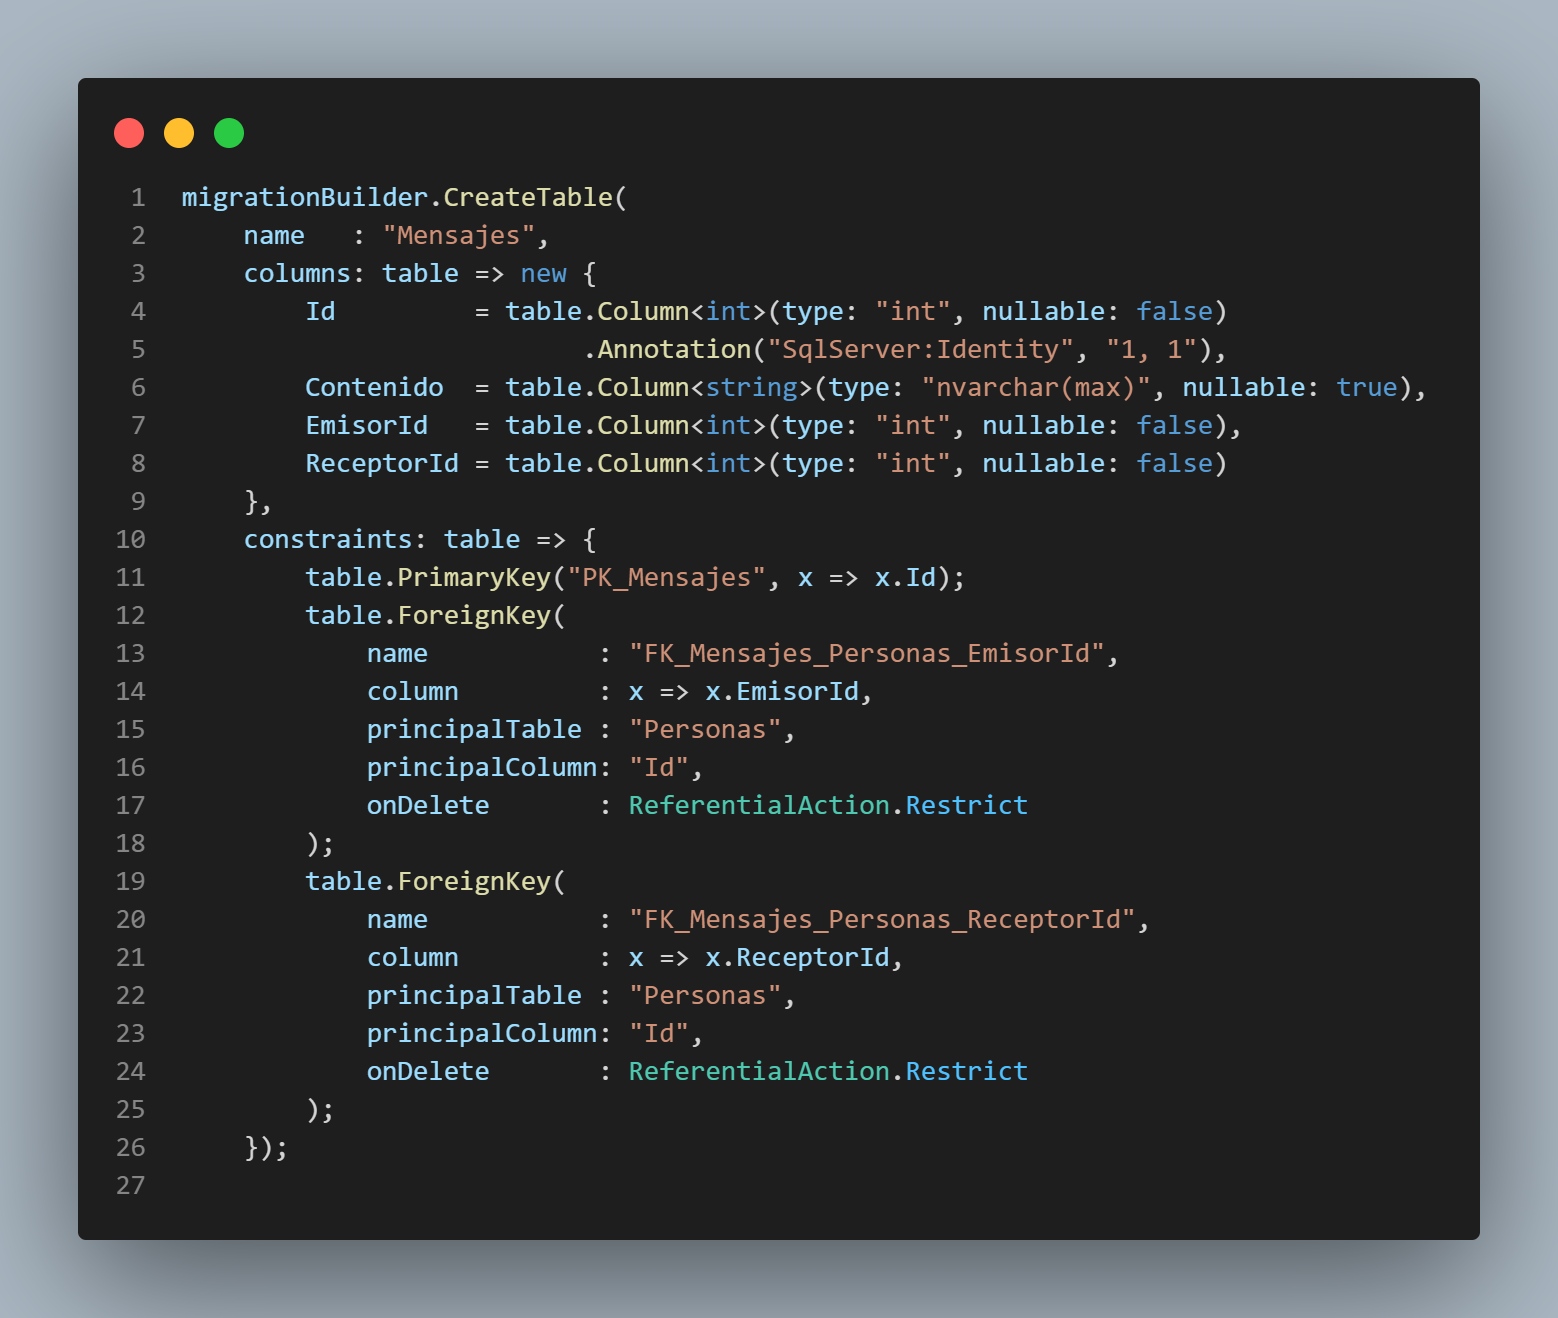 1 migrationBuilder.CreateTable(
2     name   : "Mensajes",
3     columns: table => new {
4         Id         = table.Column<int>(type: "int", nullable: false)
5                           .Annotation("SqlServer:Identity", "1, 1"),
6         Contenido  = table.Column<string>(type: "nvarchar(max)", nullable: true),
7         EmisorId   = table.Column<int>(type: "int", nullable: false),
8         ReceptorId = table.Column<int>(type: "int", nullable: false)
9     },
10     constraints: table => {
11         table.PrimaryKey("PK_Mensajes", x => x.Id);
12         table.ForeignKey(
13             name           : "FK_Mensajes_Personas_EmisorId",
14             column         : x => x.EmisorId,
15             principalTable : "Personas",
16             principalColumn: "Id",
17             onDelete       : ReferentialAction.Restrict
18         );
19         table.ForeignKey(
20             name           : "FK_Mensajes_Personas_ReceptorId",
21             column         : x => x.ReceptorId,
22             principalTable : "Personas",
23             principalColumn: "Id",
24             onDelete       : ReferentialAction.Restrict
25         );
26     });
27